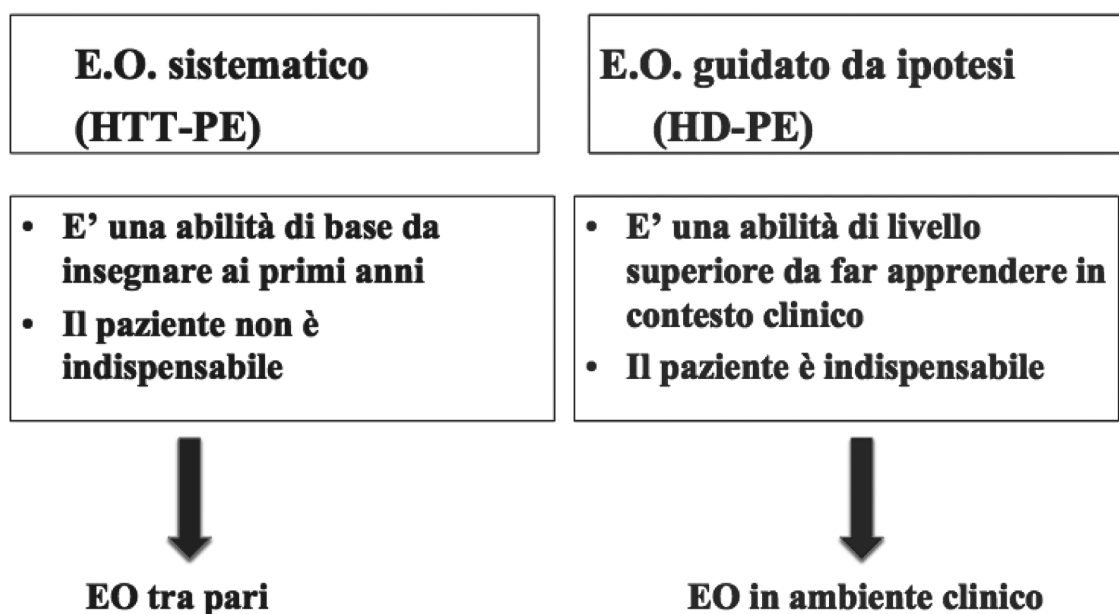 E.O. sistematico
(HTT-PE)
E.O. guidato da ipotesi
(HD-PE)
• E’ una abilità di base da
insegnare ai primi anni
• Il paziente non è
indispensabile
• E’ una abilità di livello
superiore da far apprendere in
contesto clinico
• Il paziente è indispensabile
EO tra pari
EO in ambiente clinico